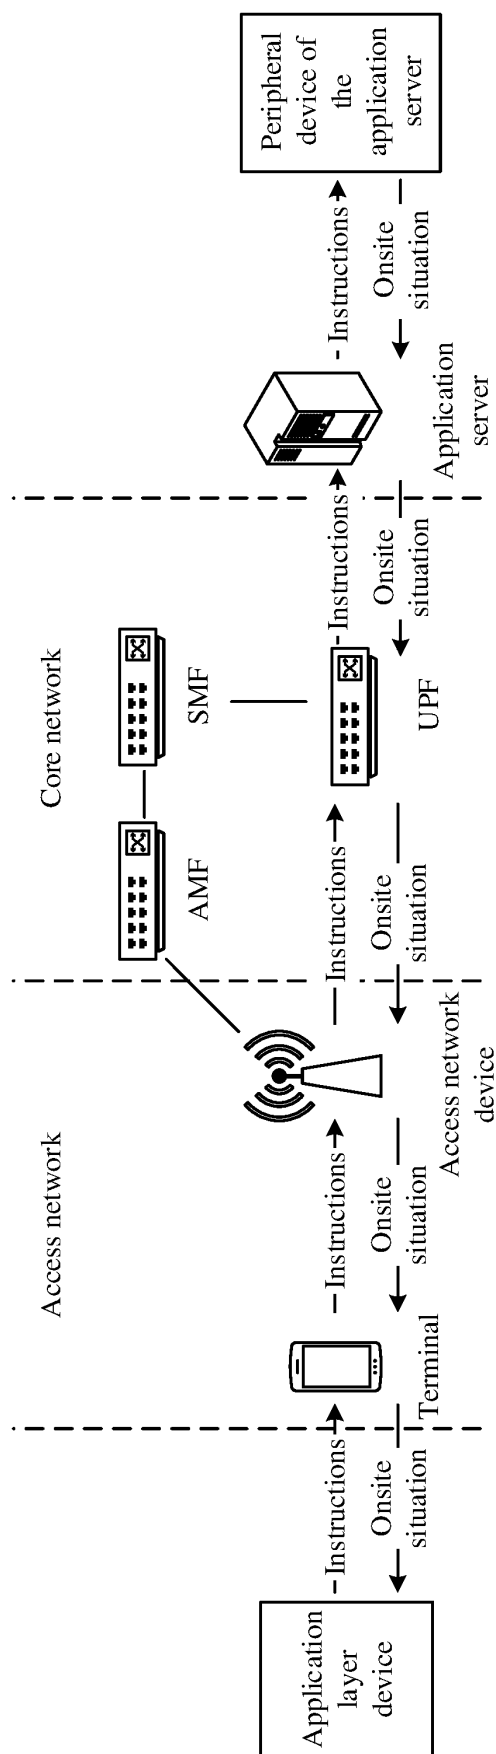 Access network
Core network
AMF
SMF
Application
layer
device
Instructions
Onsite
situation
Terminal
Instructions
Onsite
situation
Access network
device
Instructions
Onsite
situation
UPF
Instructions
Onsite
situation
Application
server
Instructions
Onsite
situation
Peripheral
device of
the
application
server